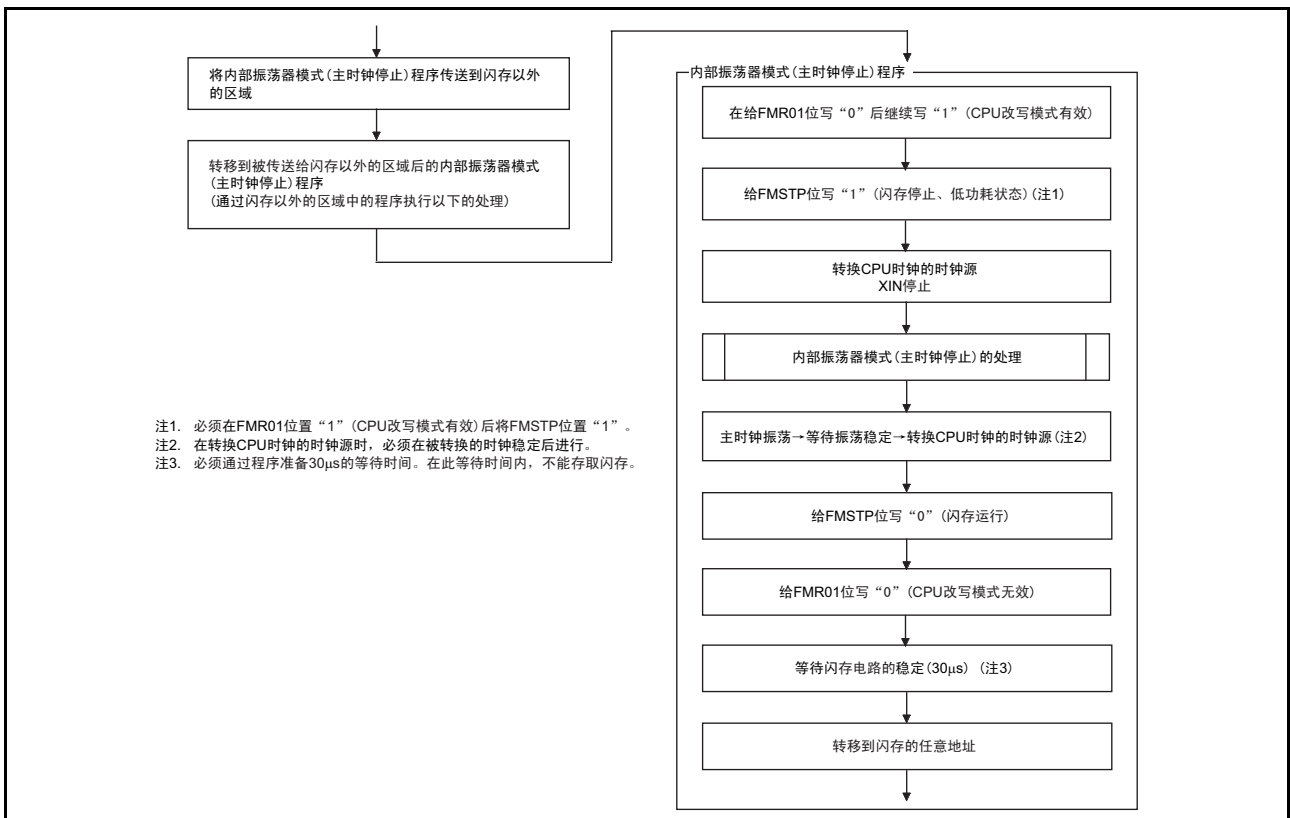 将内部振荡器模式(主时钟停止)程序传送到闪存以外
的区域
转移到被传送给闪存以外的区域后的内部振荡器模式
(主时钟停止)程序
(通过闪存以外的区域中的程序执行以下的处理)
内部振荡器模式(主时钟停止)程序
在给FMR01位写“0”后继续写“1”(CPU改写模式有效)
给FMSTP位写“1”(闪存停止、低功耗状态)(注1)
转换CPU时钟的时钟源
XIN停止
内部振荡器模式(主时钟停止)的处理
主时钟振荡→等待振荡稳定→转换CPU时钟的时钟源(注2)
给FMSTP位写“0”(闪存运行)
给FMR01位写“0”(CPU改写模式无效)
等待闪存电路的稳定(30μs) (注3)
转移到闪存的任意地址
注1. 必须在FMR01位置“1”(CPU改写模式有效)后将FMSTP位置“1”。
注2. 在转换CPU时钟的时钟源时，必须在被转换的时钟稳定后进行。
注3. 必须通过程序准备30μs的等待时间。在此等待时间内，不能存取闪存。